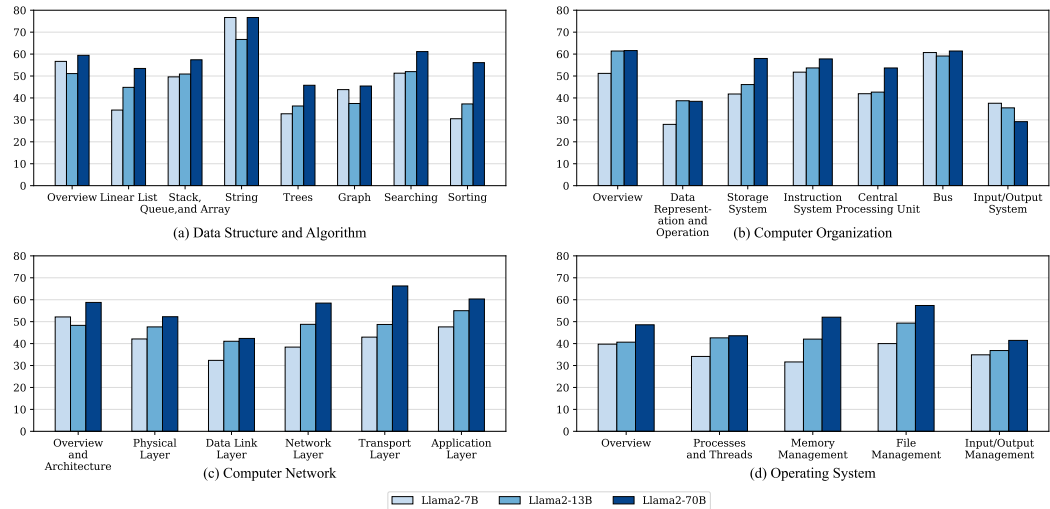 80
70
60
50
40
30
20
10
0
Overview Linear List Stack, String Trees Graph Searching Sorting
Queue,and Array
(a) Data Structure and Algorithm
80
70
60
50
40
30
20
10
0
Overview Data Storage Instruction Central Bus Input/Output
Represent- System System Processing Unit System
ation and
Operation
(b) Computer Organization
80
70
60
50
40
30
20
10
0
Overview Physical Data Link Network Transport Application
and Layer Layer Layer Layer Layer
Architecture
(c) Computer Network
80
70
60
50
40
30
20
10
0
Overview Processes Memory File Input/Output
and Threads Management Management Management
(d) Operating System
Llama2-7B Llama2-13B Llama2-70B